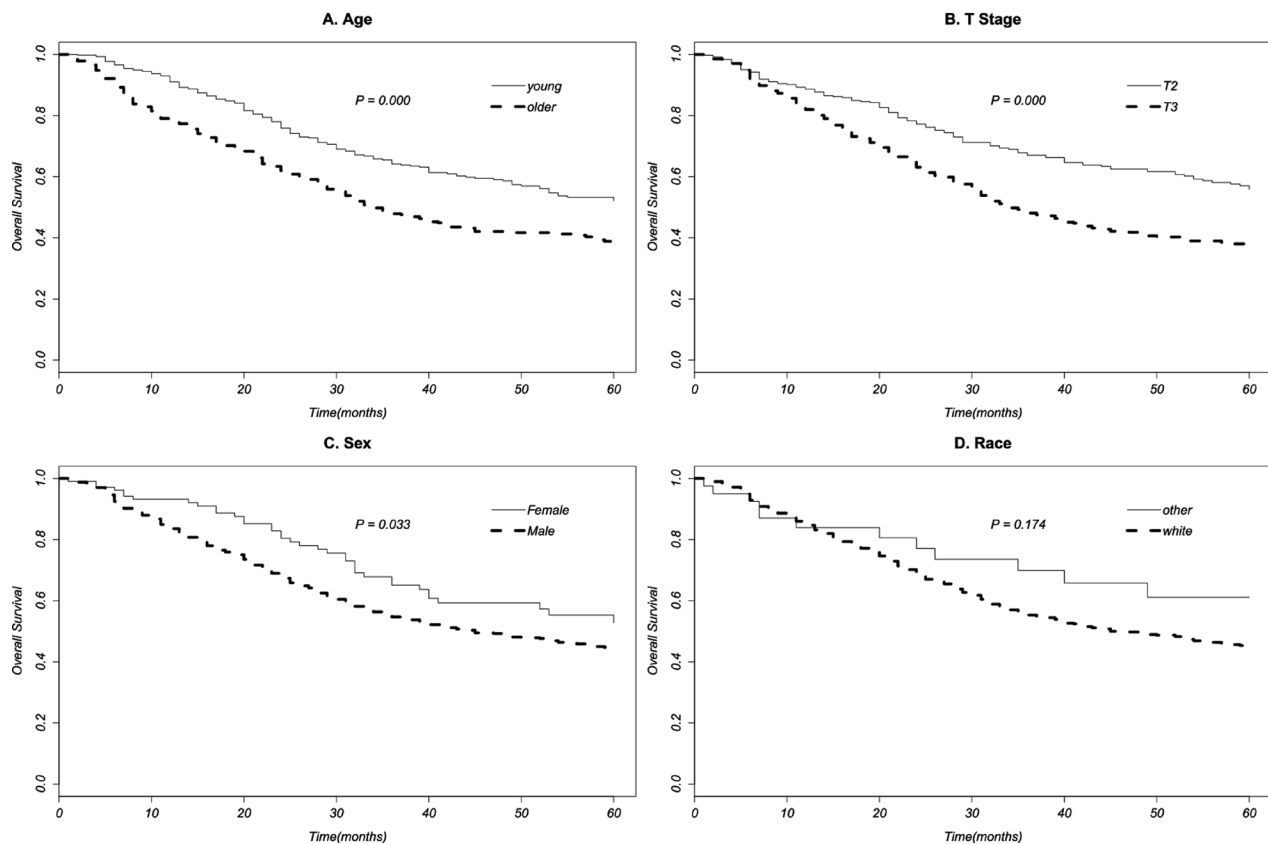 A. Age
1.0
0.8
0.6
0.4
0.2
0.0
Overall Survival
young
older
P = 0.000
0 10 20 30 40 50 60
Time(months)
B. T Stage
1.0
0.8
0.6
0.4
0.2
0.0
Overall Survival
T2
T3
P = 0.000
0 10 20 30 40 50 60
Time(months)
C. Sex
1.0
0.8
0.6
0.4
0.2
0.0
Overall Survival
Female
Male
P = 0.033
0 10 20 30 40 50 60
Time(months)
D. Race
1.0
0.8
0.6
0.4
0.2
0.0
Overall Survival
other
white
P = 0.174
0 10 20 30 40 50 60
Time(months)